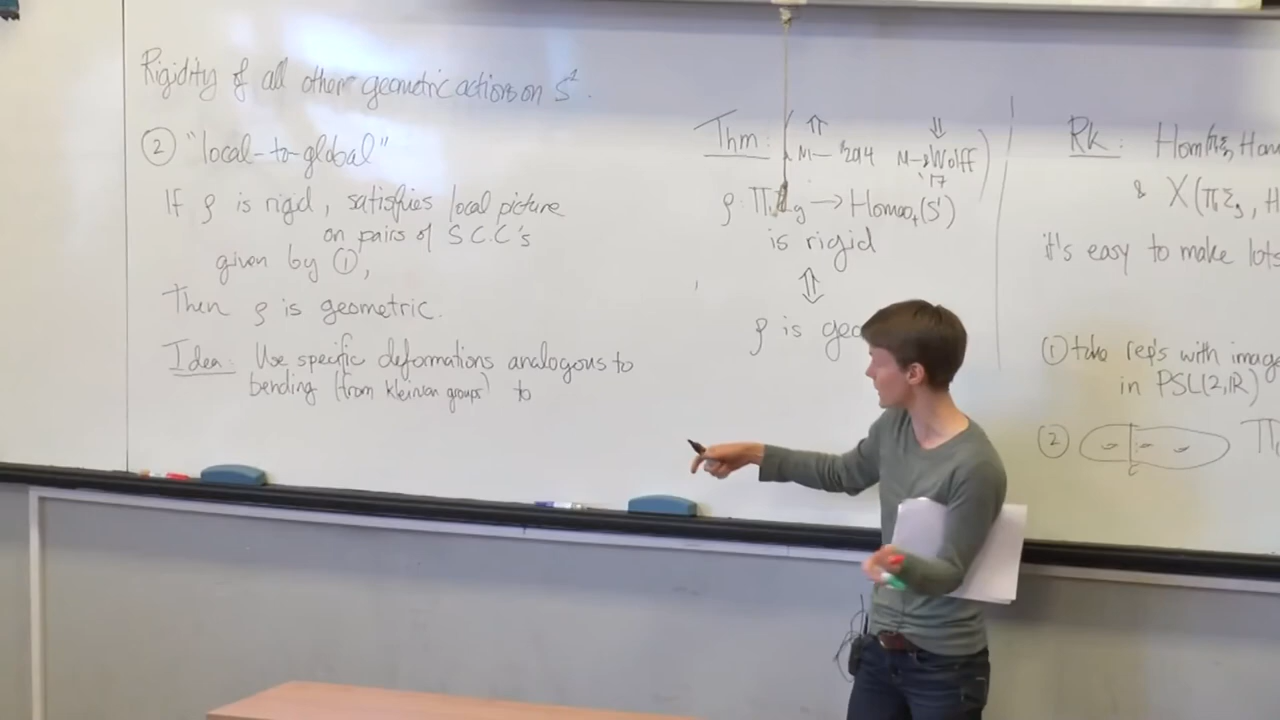 Rigidity of all other geometric actions on S¹.
② "local-to-global"
If ρ is rigid, satisfies local picture
on pairs of S.C.C's
given by ①,
Then ρ is geometric.
Idea: Use specific deformations analogous to
bending (from Kleinian groups) to
Thm: ⇑ ⇓
M— 2014 M-&Wolff )
'17
ρ: Π₁Σg → Homeo₊(S¹)
is rigid
⇕
ρ is geo
Rk:
& X(π₁Σg, H
it's easy to make lots
① take rep's with image
in PSL(2,R)
② c